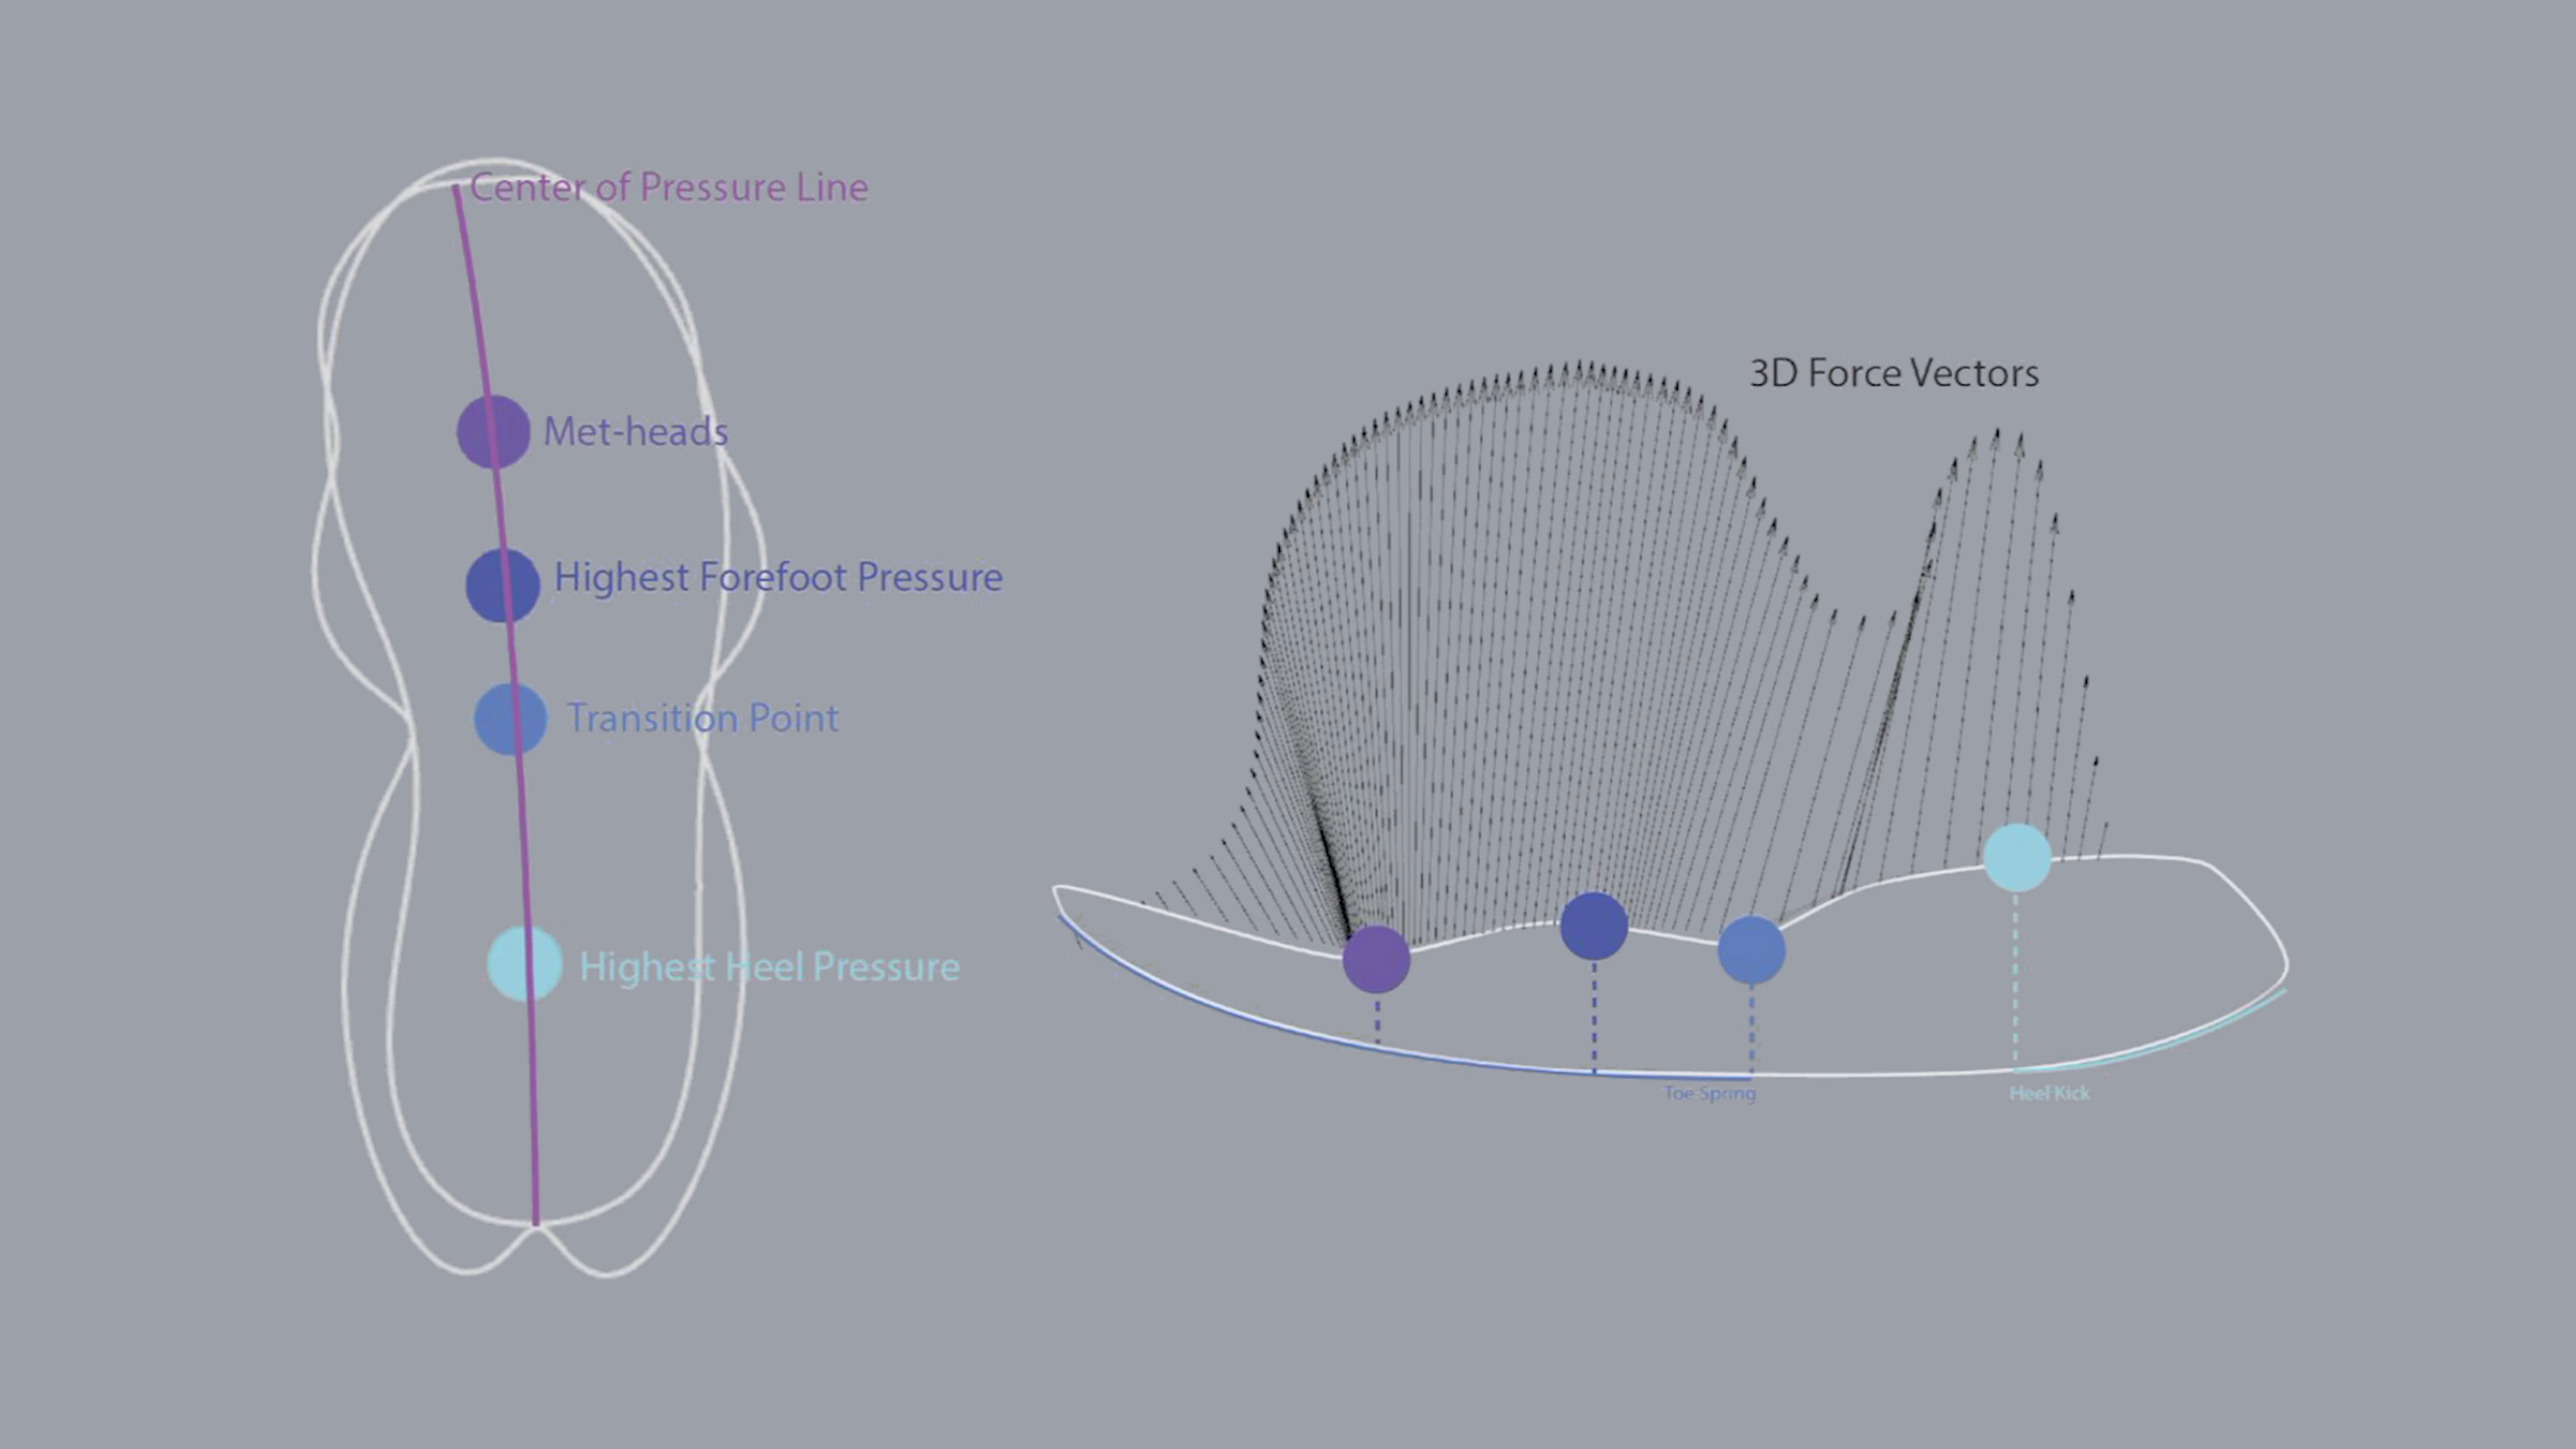 Center of Pressure Line
Met-heads
Highest Forefoot Pressure
Transition Point
Highest Heel Pressure
3D Force Vectors
Toe Spring
Heel Kick